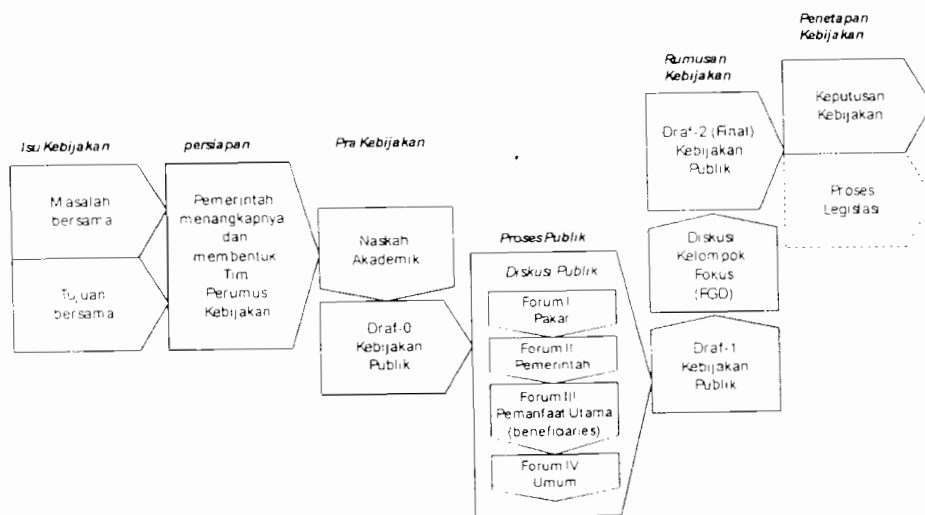 Isu Kebijakan
Masalah
bersama
Tujuan
bersama
persiapan
Pemerintah
menangkapnya
dan
membentuk
Tim
Perumus
Kebijakan
Pra Kebijakan
Naskah
Akademik
Draf-0
Kebijakan
Publik
Proses Publik
Diskusi Publik
Forum I
Pakar
Forum II
Pemerintah
Forum III
Pemanfaat Utama
(beneficiaries)
Forum IV
Umum
Rumusan
Kebijakan
Draf-2 (Final)
Kebijakan
Publik
Diskusi
Kelompok
Fokus
(FGD)
Draf-1
Kebijakan
Publik
Penetapan
Kebijakan
Keputusan
Kebijakan
Proses
Legislasi